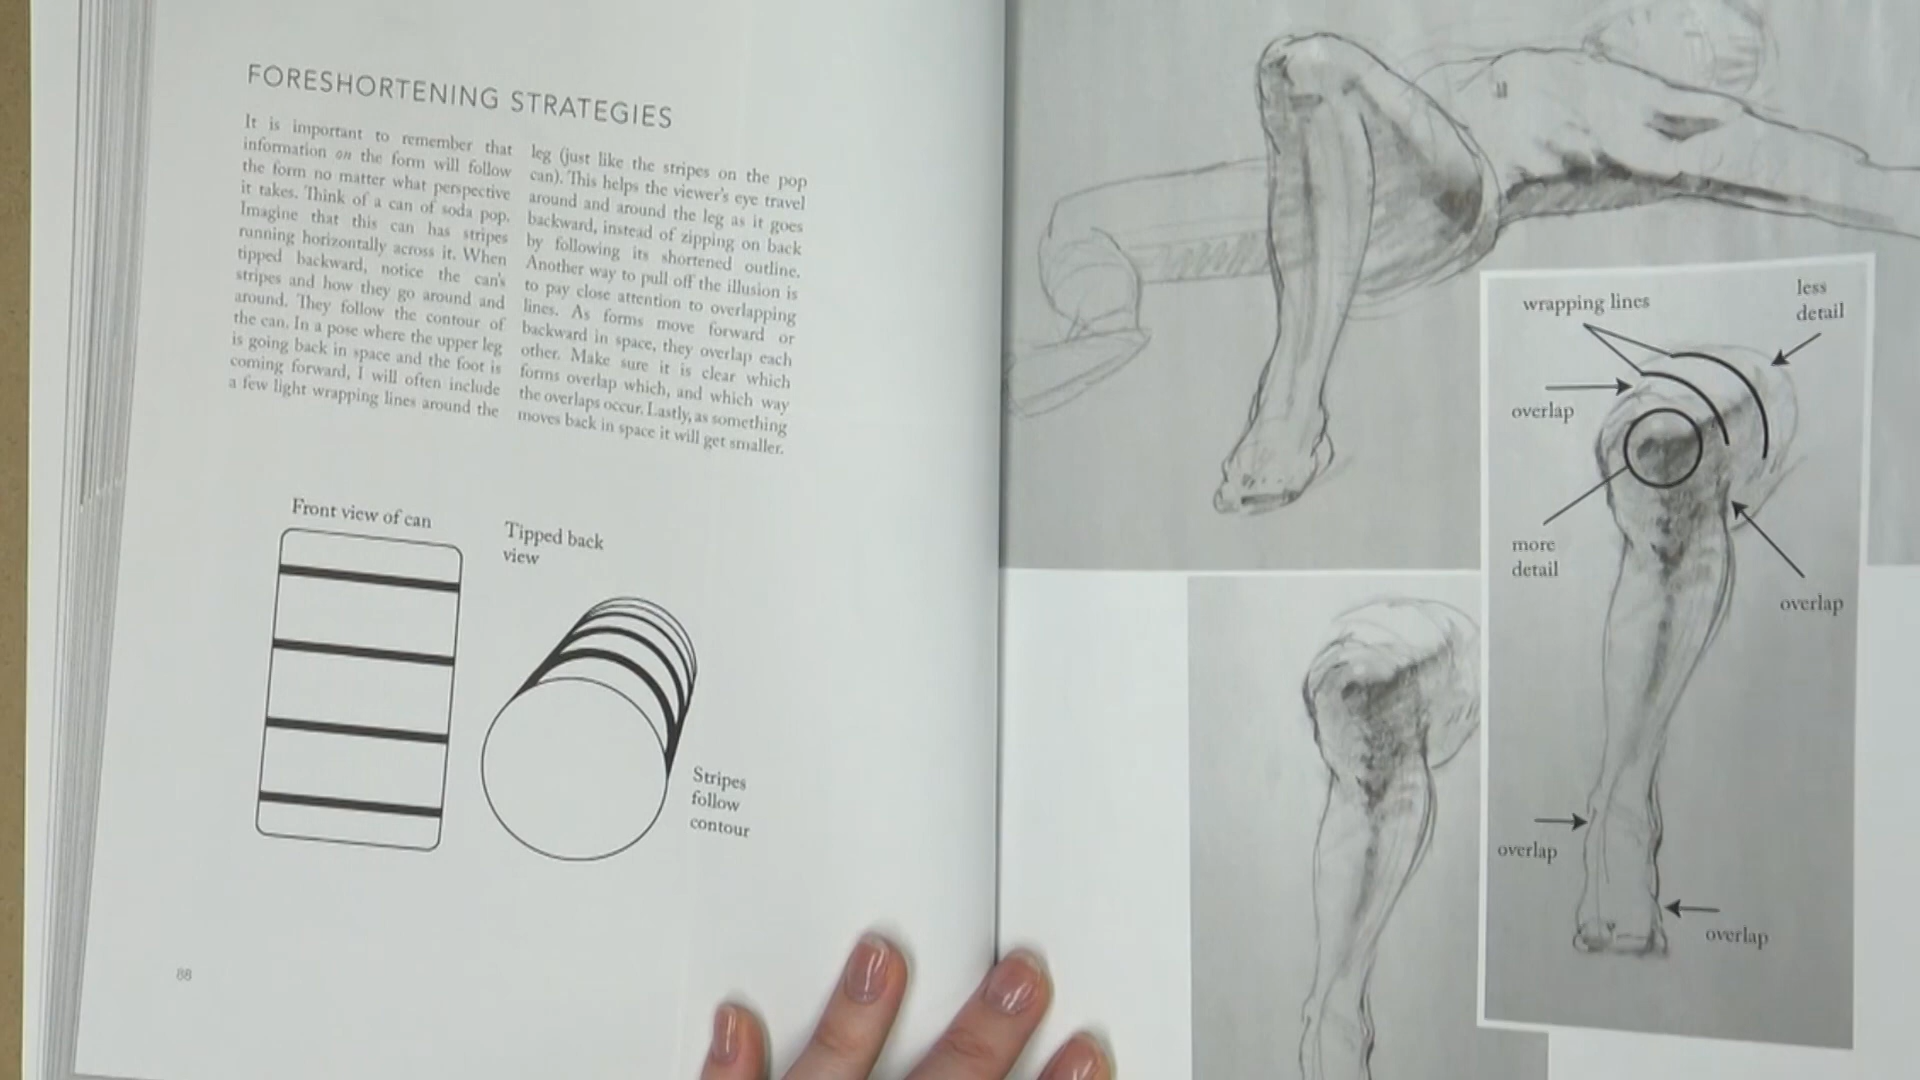 FORESHORTENING STRATEGIES
It is important to remember that
information on the form will follow
the form no matter what perspective
it takes. Think of a can of soda pop.
Imagine that this can has stripes
running horizontally across it. When
tipped backward, notice the can's
stripes and how they go around and
around. They follow the contour of
the can. In a pose where the upper leg
is going back in space and the foot is
coming forward, I will often include
a few light wrapping lines around the
leg (just like the stripes on the pop
can). This helps the viewer's eye travel
around and around the leg as it goes
backward, instead of zipping on back
by following its shortened outline.
Another way to pull off the illusion is
to pay close attention to overlapping
lines. As forms move forward or
backward in space, they overlap each
other. Make sure it is clear which
forms overlap which, and which way
the overlaps occur. Lastly, as something
moves back in space it will get smaller.
Front view of can
Tipped back
view
Stripes
follow
contour
88
wrapping lines
less
detail
overlap
more
detail
overlap
overlap
overlap